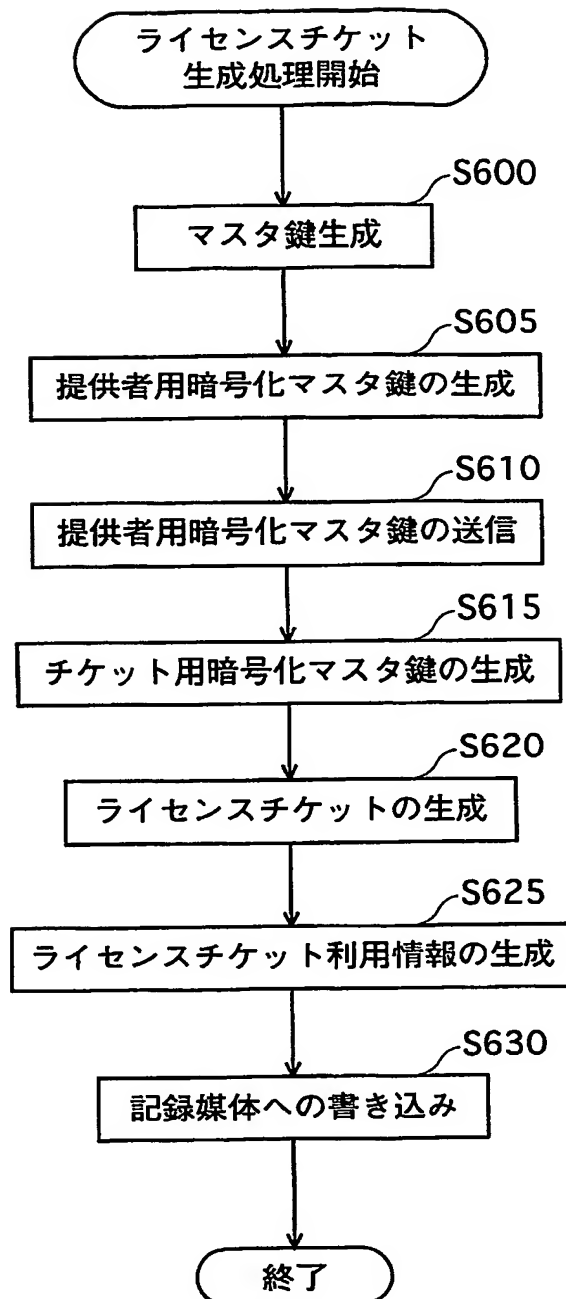 ライセンスチケット
生成処理開始
S600
マスタ鍵生成
S605
提供者用暗号化マスタ鍵の生成
S610
提供者用暗号化マスタ鍵の送信
S615
チケット用暗号化マスタ鍵の生成
S620
ライセンスチケットの生成
S625
ライセンスチケット利用情報の生成
S630
記録媒体への書き込み
終了